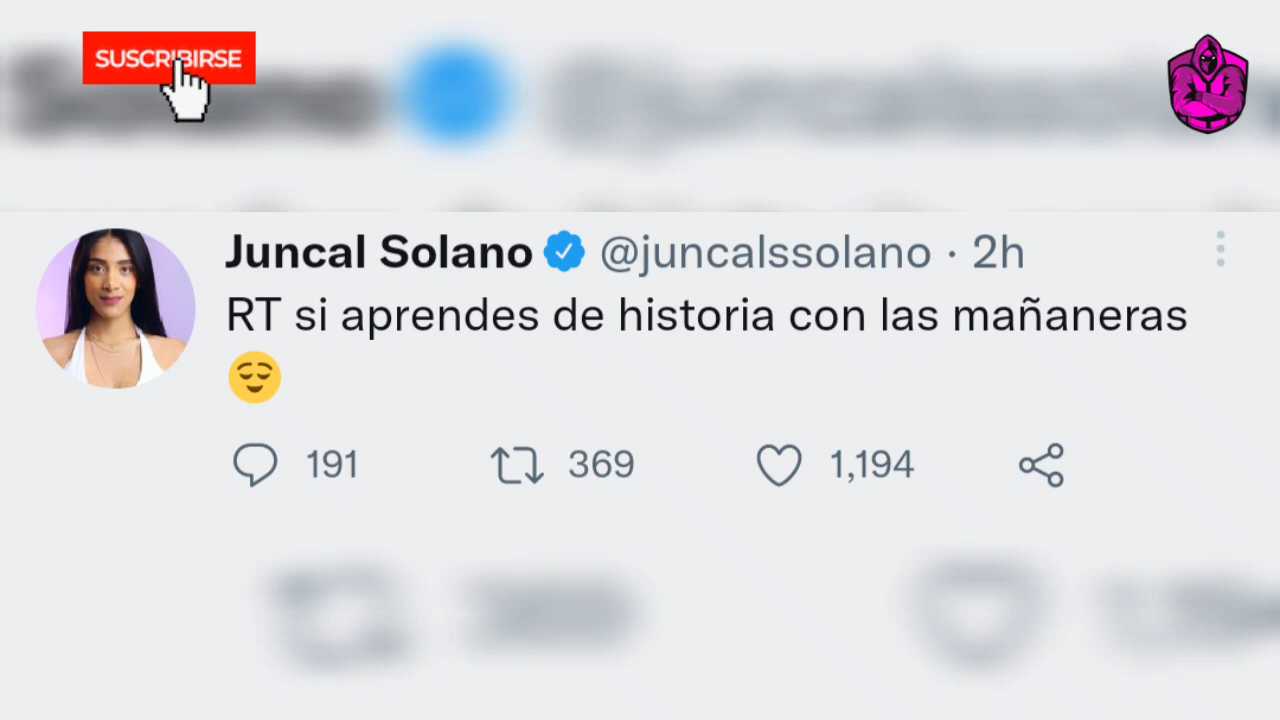 SUSCRIBIRSE
Juncal Solano @juncalssolano · 2h
RT si aprendes de historia con las mañaneras
😌
191 369 1,194